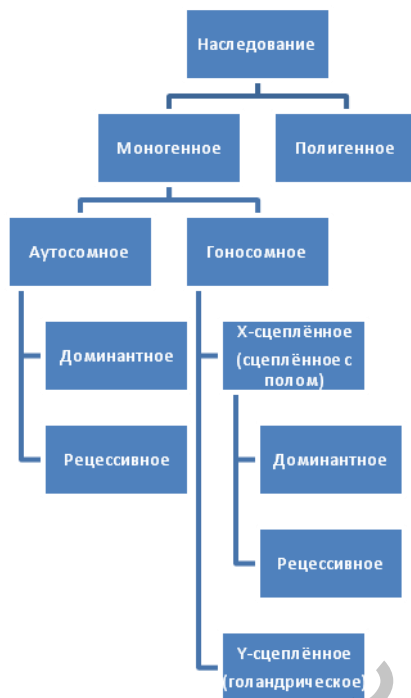 Наследование
Моногенное
Полигенное
Аутосомное
Гоносомное
Доминантное
Рецессивное
X-сцеплённое
(сцеплённое с
полом)
Доминантное
Рецессивное
Y-сцеплённое
(голандрическое)